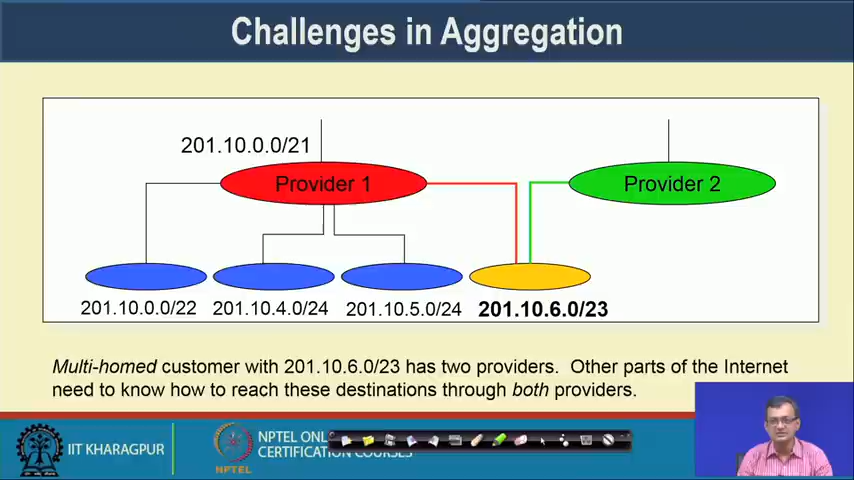 Challenges in Aggregation
201.10.0.0/21
Provider 1
Provider 2
201.10.0.0/22 201.10.4.0/24 201.10.5.0/24 201.10.6.0/23
Multi-homed customer with 201.10.6.0/23 has two providers. Other parts of the Internet
need to know how to reach these destinations through both providers.
IIT KHARAGPUR
NPTEL
NPTEL ONL
CERTIFICATION COURSES